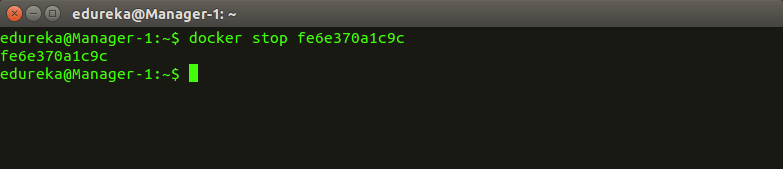 edureka@Manager-1: ~
edureka@Manager-1:~$ docker stop fe6e370a1c9c
fe6e370a1c9c
edureka@Manager-1:~$